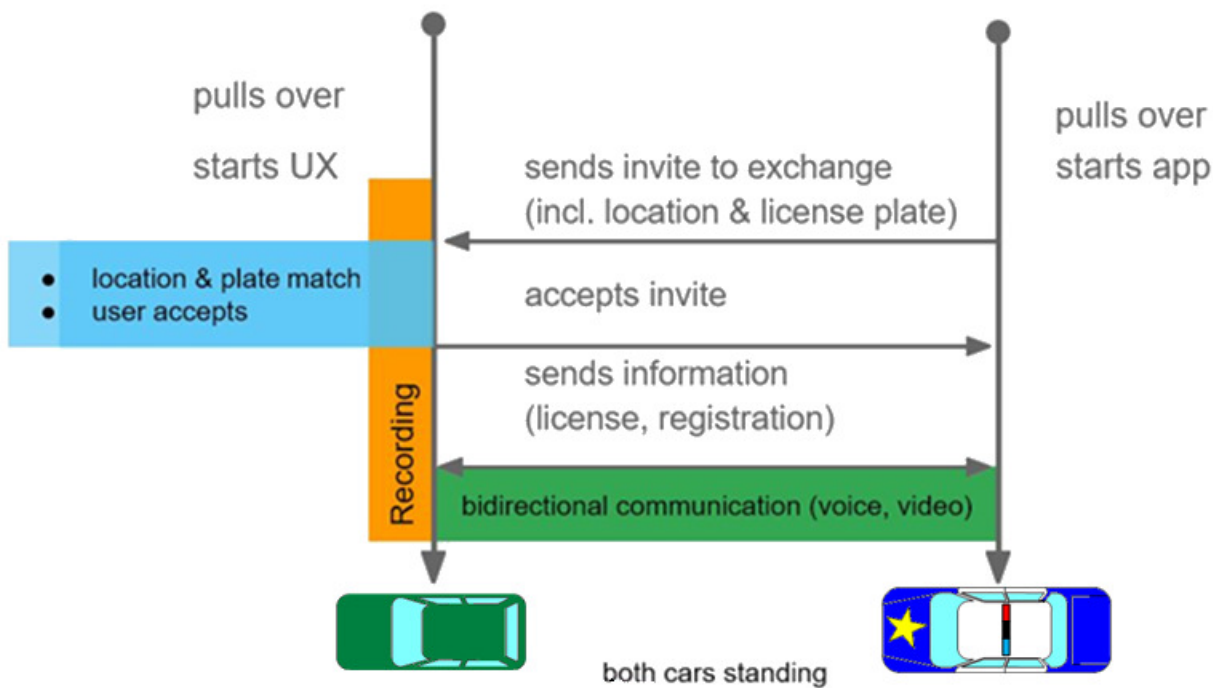 pulls over
starts UX
pulls over
starts app
sends invite to exchange
(incl. location & license plate)
● location & plate match
● user accepts
accepts invite
sends information
(license, registration)
Recording
bidirectional communication (voice, video)
both cars standing